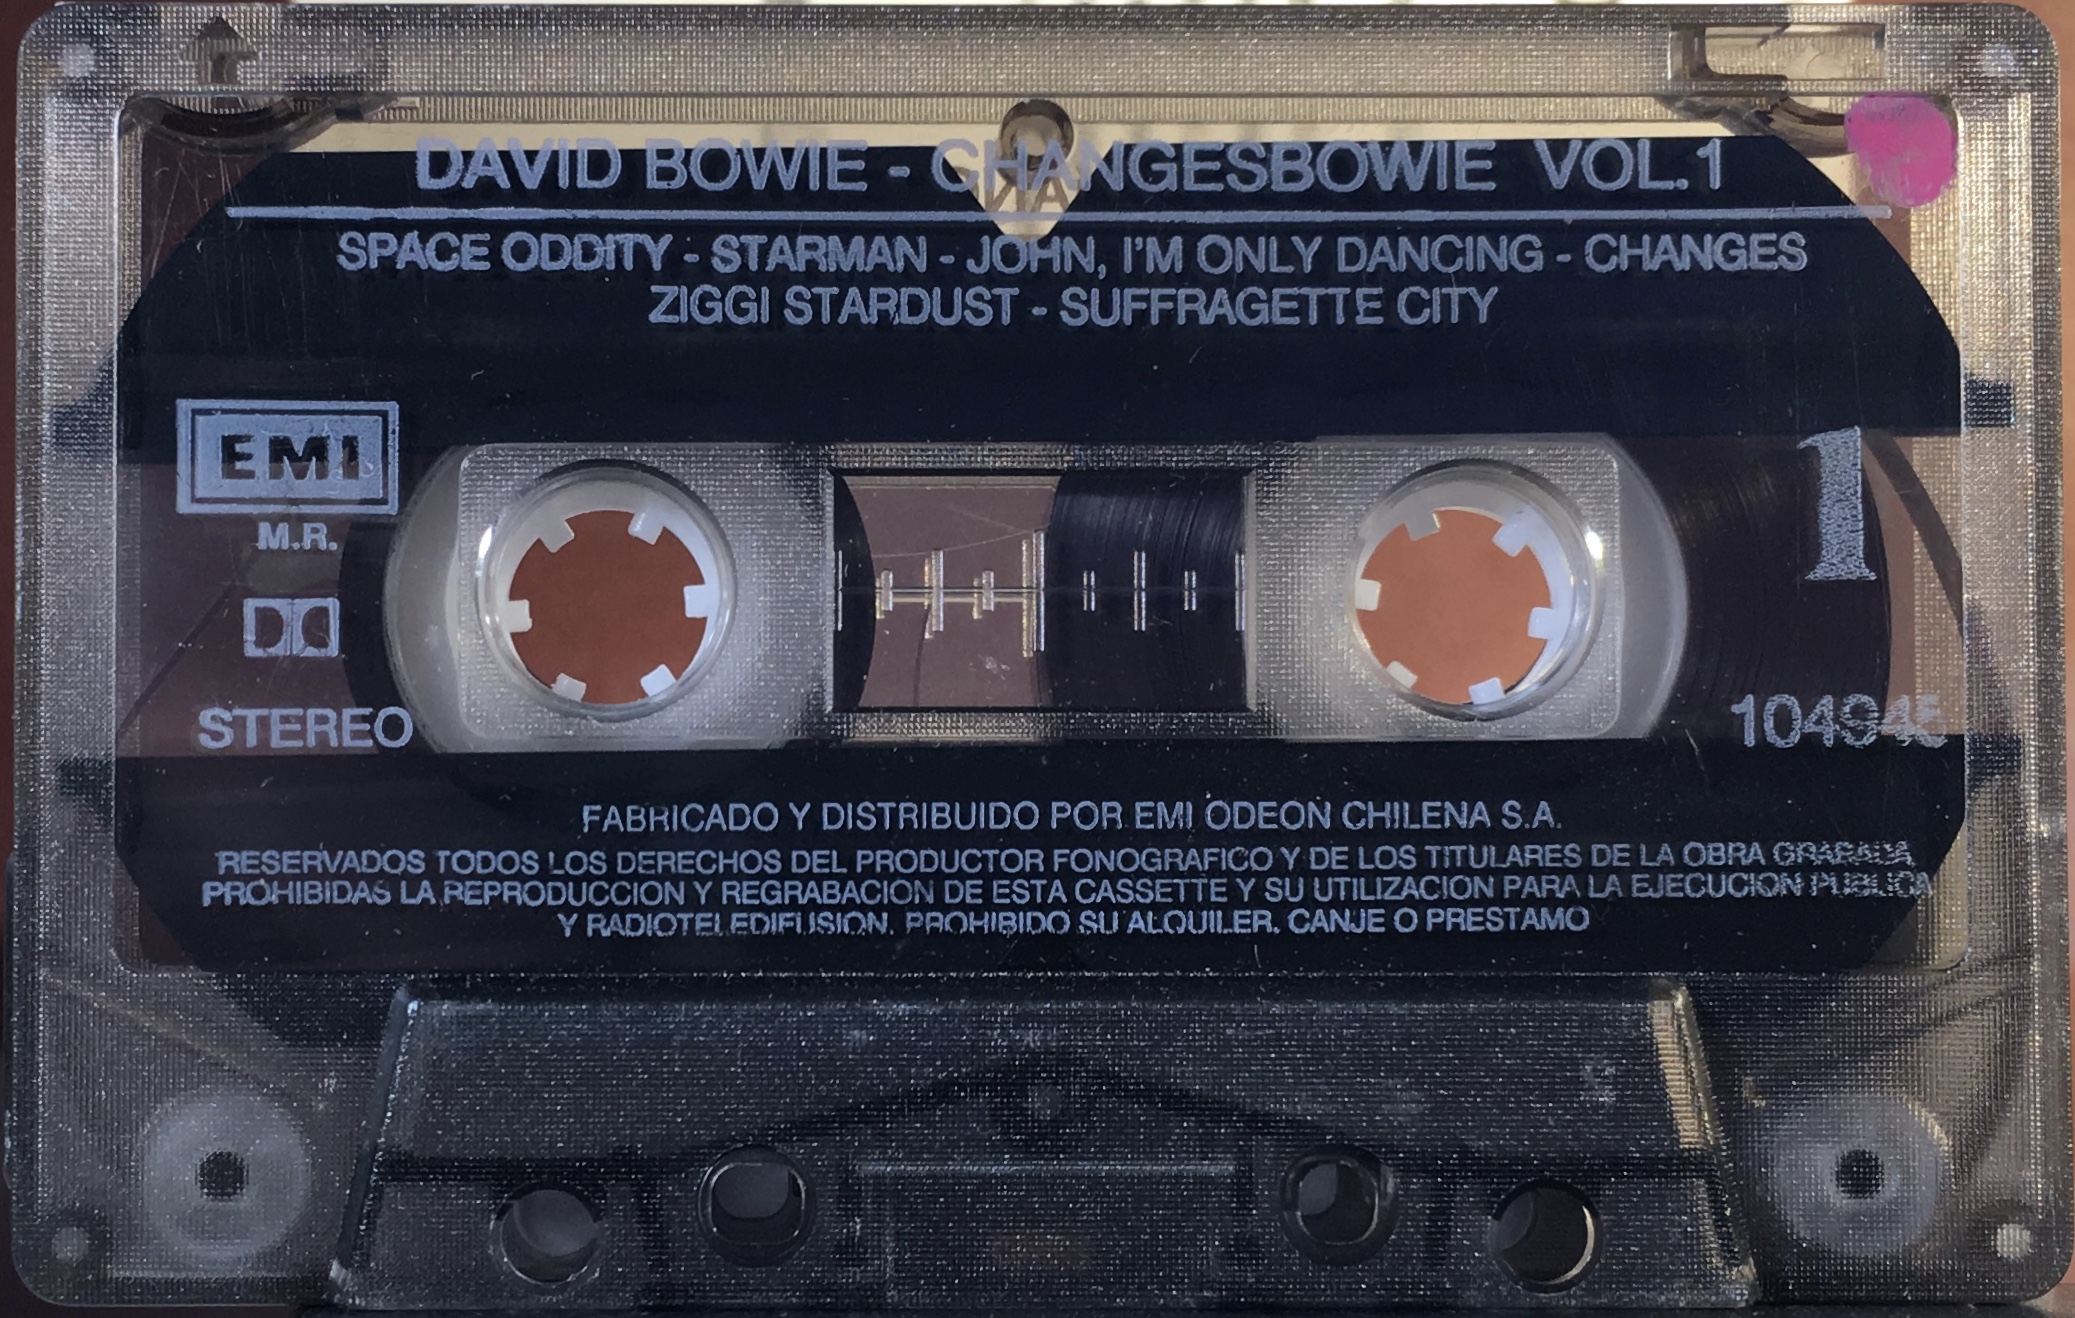 DAVID BOWIE - CHANGESBOWIE VOL.1
SPACE ODDITY - STARMAN - JOHN, I'M ONLY DANCING - CHANGES
ZIGGI STARDUST - SUFFRAGETTE CITY
EMI
M.R.
STEREO
1
FABRICADO Y DISTRIBUIDO POR EMI ODEON CHILENA S.A.
RESERVADOS TODOS LOS DERECHOS DEL PRODUCTOR FONOGRAFICO Y DE LOS TITULARES DE LA OBRA GRABADA,
PROHIBIDAS LA REPRODUCCION Y REGRABACION DE ESTA CASSETTE Y SU UTILIZACION PARA LA EJECUCION PUBLICA
Y RADIOTELEDIFUSION. PROHIBIDO SU ALQUILER, CANJE O PRESTAMO